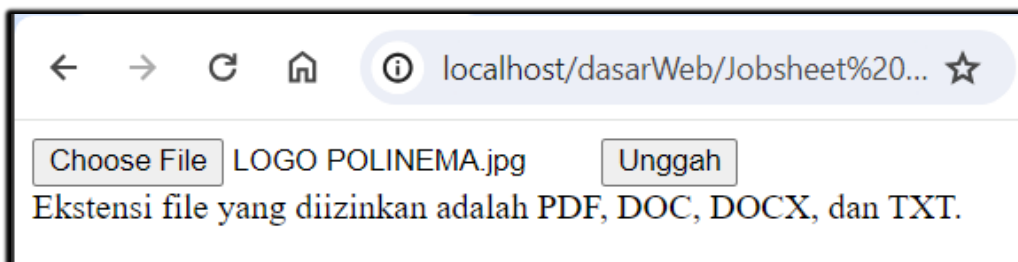 localhost/dasarWeb/Jobsheet%20...
Choose File LOGO POLINEMA.jpg Unggah
Ekstensi file yang diizinkan adalah PDF, DOC, DOCX, dan TXT.